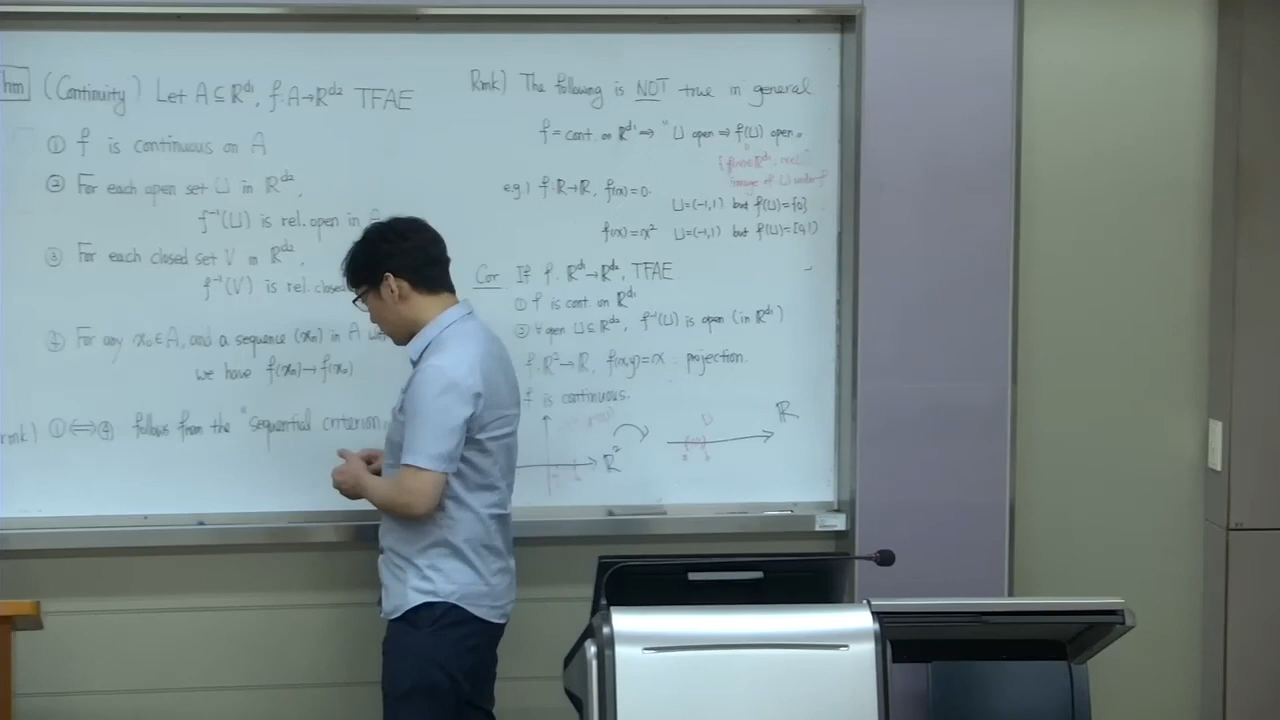 hm (Continuity) Let A ⊆ ℝ^d1, f: A→ℝ^d2 TFAE
① f is continuous on A
② For each open set U in ℝ^d2,
f⁻¹(U) is rel. open in A
③ For each closed set V in ℝ^d2,
f⁻¹(V) is rel. closed
④ For any x₀∈A, and a sequence (xn) in A
we have f(xn)→f(x₀)
rmk) ①⟺④ follows from the "sequential criterion
Rmk) The following is NOT true in general
f = cont. on ℝ^d1 ⟹ "U open ⇒ f(U) open.
image of U under f
e.g.) f: ℝ→ℝ, f(x)=0.
U=(-1,1) but f(U)={0}
f(x)=x² U=(-1,1) but f(U)=[0,1)
Cor If f: ℝ^d1→ℝ^d2, TFAE
① f is cont. on ℝ^d1
② ∀open U⊆ℝ^d2, f⁻¹(U) is open (in ℝ^d1)
f: ℝ²→ℝ, f(x,y)=x : projection.
f is continuous.
ℝ²
U
ℝ